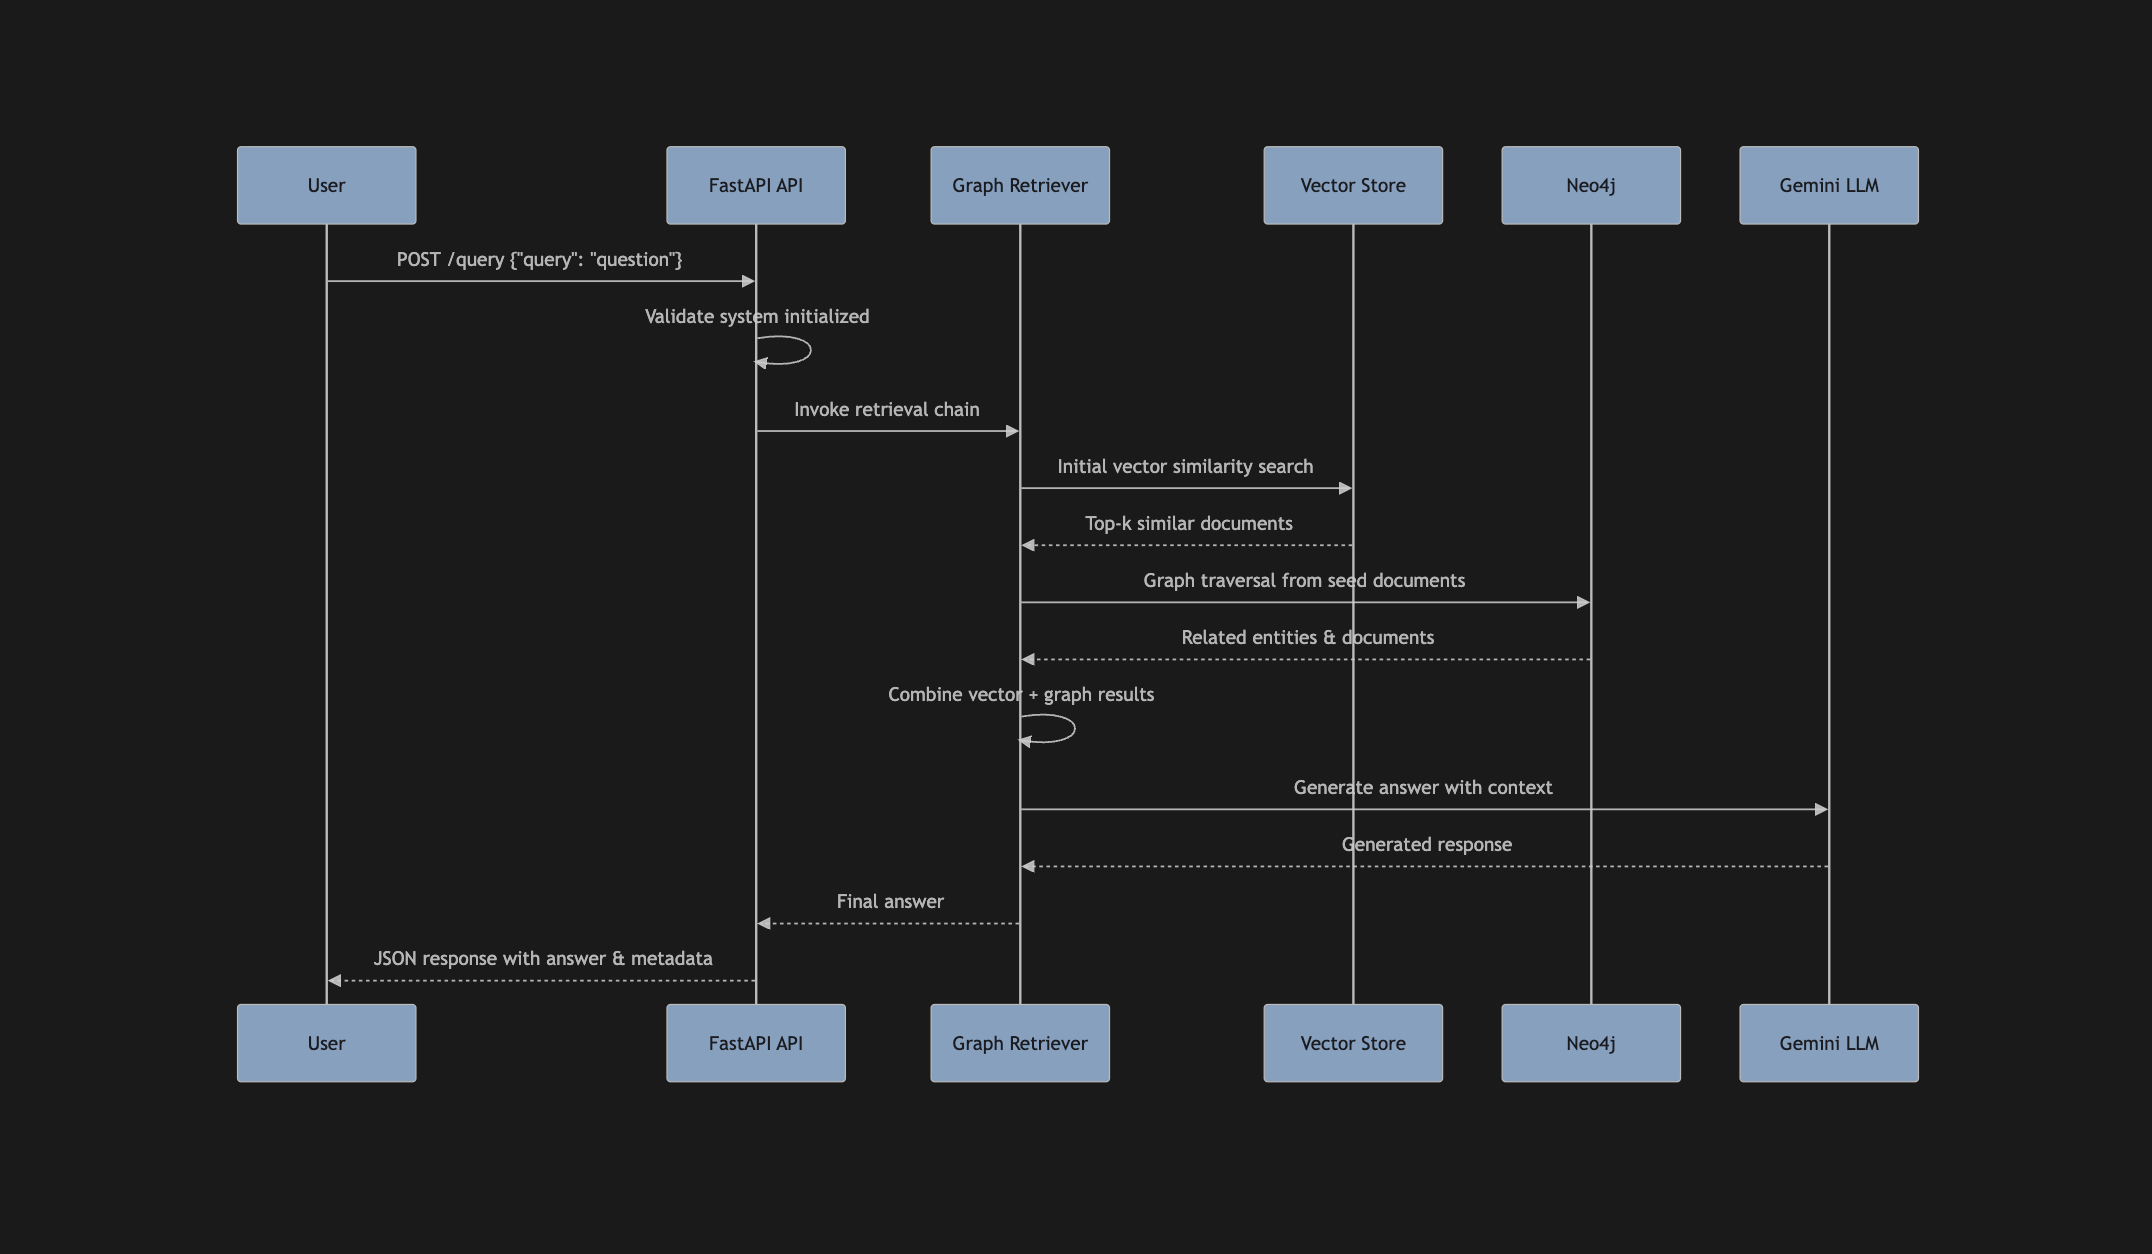 User
FastAPI API
Graph Retriever
Vector Store
Neo4j
Gemini LLM
POST /query {"query": "question"}
Validate system initialized
Invoke retrieval chain
Initial vector similarity search
Top-k similar documents
Graph traversal from seed documents
Related entities & documents
Combine vector + graph results
Generate answer with context
Generated response
Final answer
JSON response with answer & metadata
User
FastAPI API
Graph Retriever
Vector Store
Neo4j
Gemini LLM